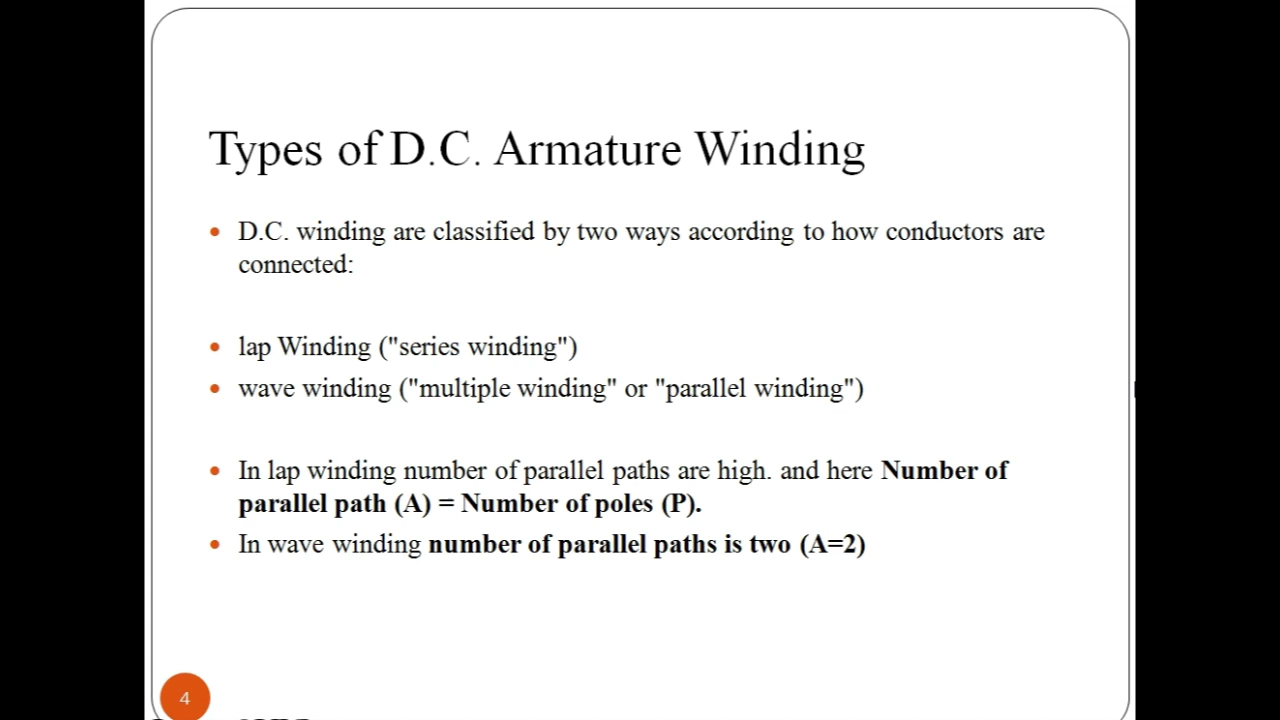 Types of D.C. Armature Winding
• D.C. winding are classified by two ways according to how conductors are
connected:
• lap Winding ("series winding")
• wave winding ("multiple winding" or "parallel winding")
• In lap winding number of parallel paths are high. and here Number of
parallel path (A) = Number of poles (P).
• In wave winding number of parallel paths is two (A=2)
4